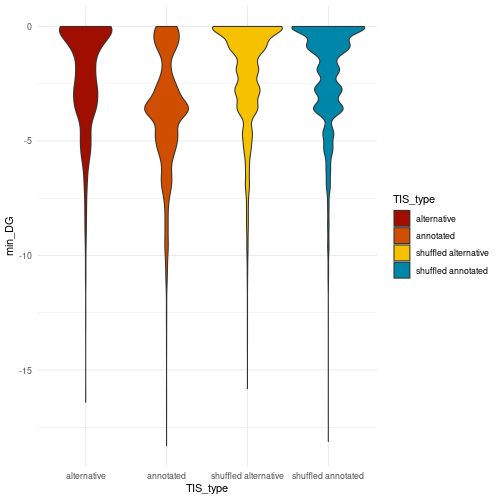 0
-5
-10
-15
min_DG
alternative
annotated
shuffled alternative
shuffled annotated
TIS_type
TIS_type
alternative
annotated
shuffled alternative
shuffled annotated